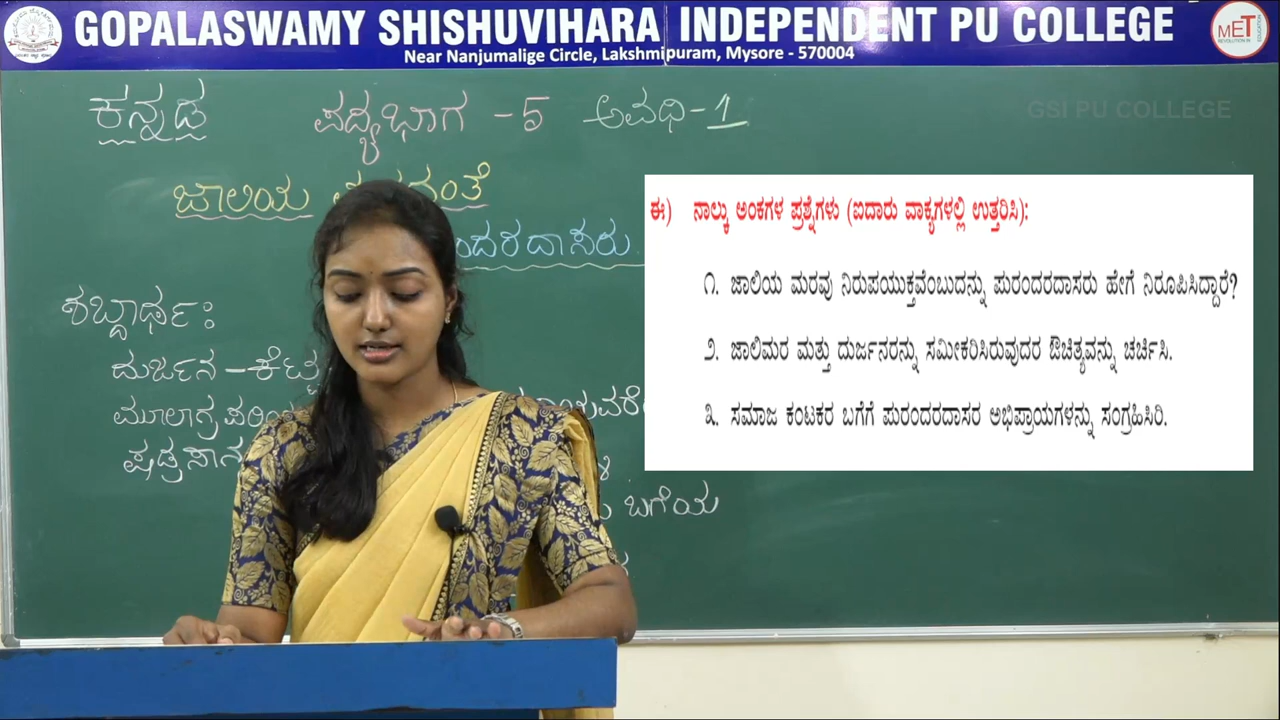 GOPALASWAMY SHISHUVIHARA INDEPENDENT PU COLLEGE
Near Nanjumalige Circle, Lakshmipuram, Mysore - 570004
MET
GSI PU COLLEGE
ಕನ್ನಡ ಪದ್ಯಭಾಗ - 5 ಅವಧಿ - 1
ಜಾಲಿಯ
ಶಬ್ದಾರ್ಥ:
ದುರ್ಜನ - ಕೆಟ್ಟ
ಬಗೆಯ
ಈ) ನಾಲ್ಕು ಅಂಕಗಳ ಪ್ರಶ್ನೆಗಳು (ಐದಾರು ವಾಕ್ಯಗಳಲ್ಲಿ ಉತ್ತರಿಸಿ):
೧. ಜಾಲಿಯ ಮರವು ನಿರುಪಯುಕ್ತವೆಂಬುದನ್ನು ಪುರಂದರದಾಸರು ಹೇಗೆ ನಿರೂಪಿಸಿದ್ದಾರೆ?
೨. ಜಾಲಿಮರ ಮತ್ತು ದುರ್ಜನರನ್ನು ಸಮೀಕರಿಸಿರುವುದರ ಔಚಿತ್ಯವನ್ನು ಚರ್ಚಿಸಿ.
೩. ಸಮಾಜ ಕಂಟಕರ ಬಗೆಗೆ ಪುರಂದರದಾಸರ ಅಭಿಪ್ರಾಯಗಳನ್ನು ಸಂಗ್ರಹಿಸಿರಿ.